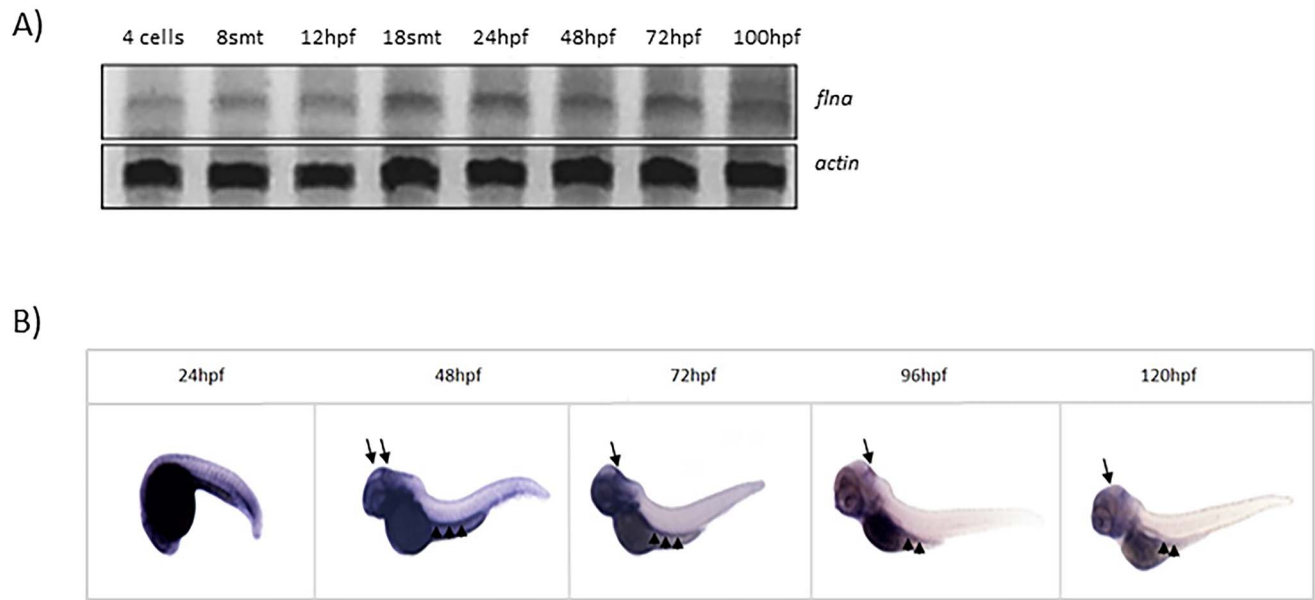 A)
4 cells 8smt 12hpf 18smt 24hpf 48hpf 72hpf 100hpf
flna
actin
B)
24hpf 48hpf 72hpf 96hpf 120hpf